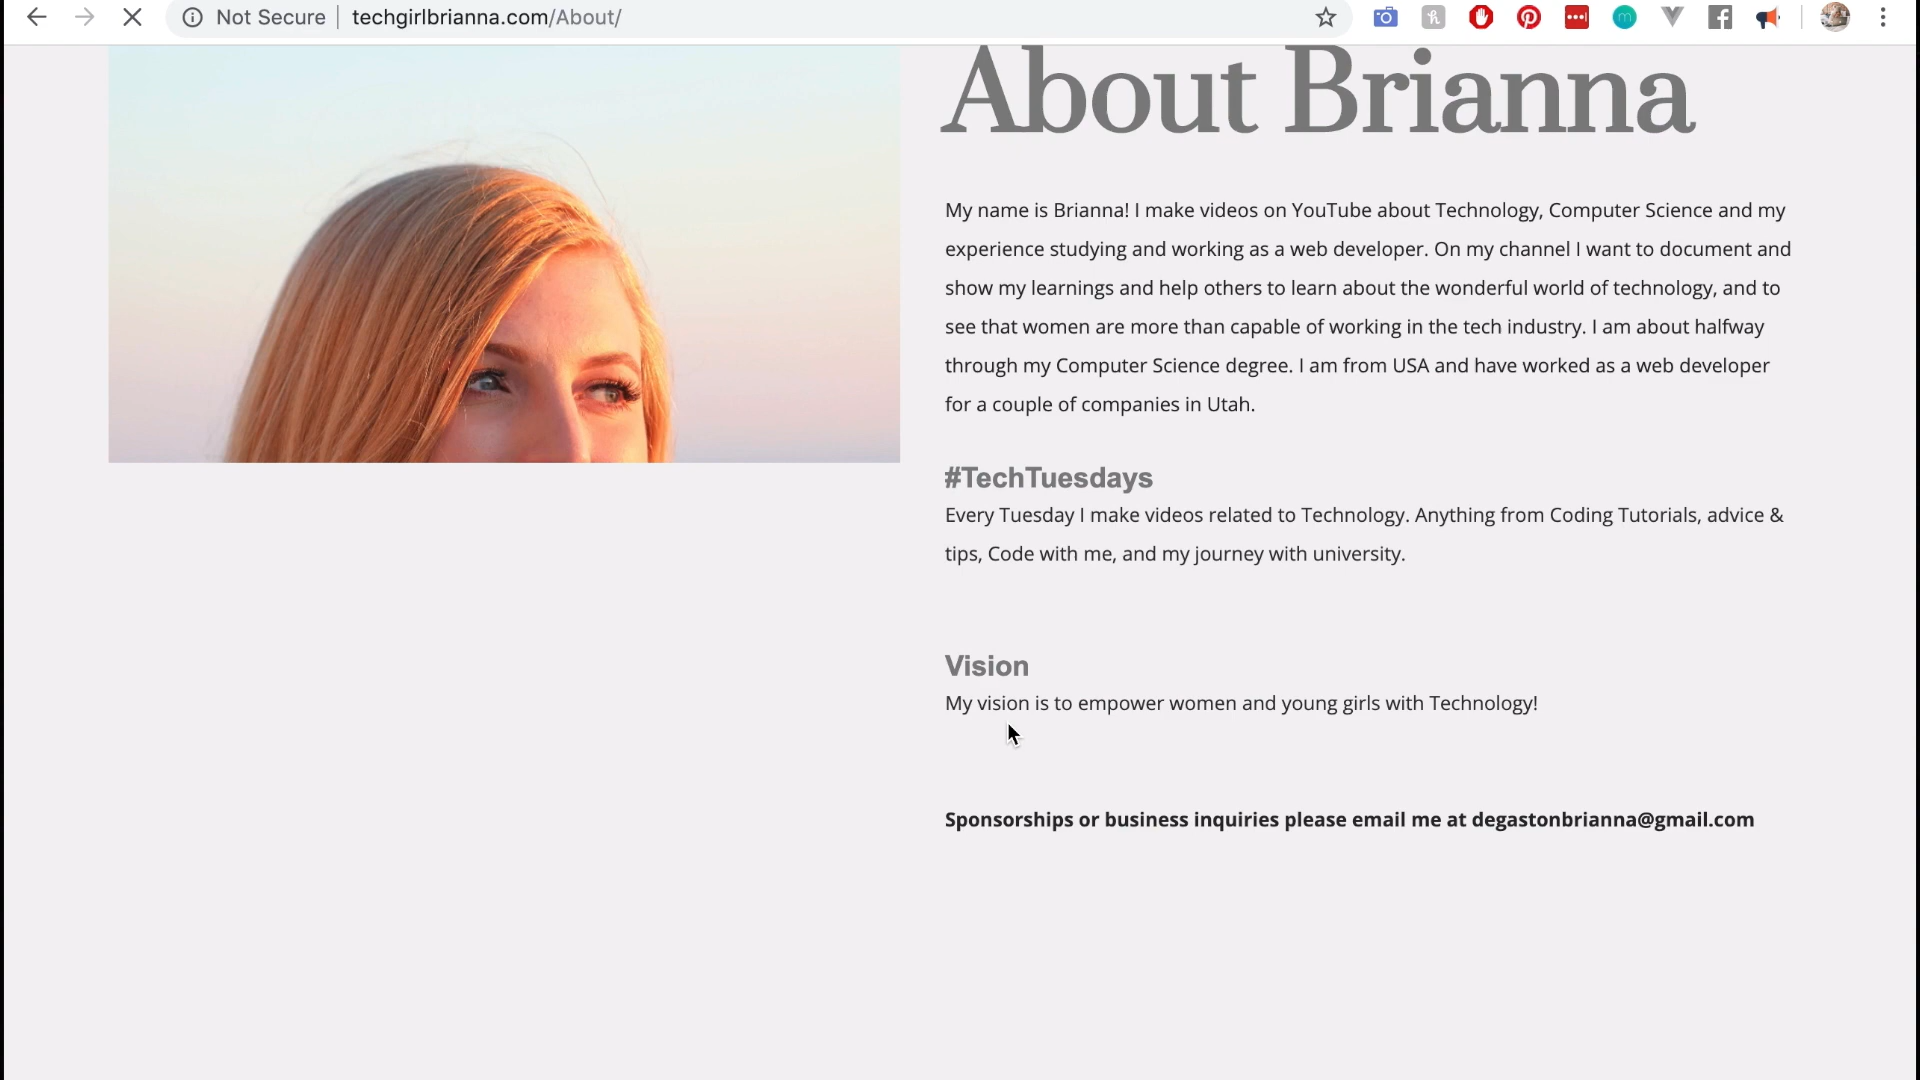 Not Secure techgirlbrianna.com/About/
About Brianna
My name is Brianna! I make videos on YouTube about Technology, Computer Science and my
experience studying and working as a web developer. On my channel I want to document and
show my learnings and help others to learn about the wonderful world of technology, and to
see that women are more than capable of working in the tech industry. I am about halfway
through my Computer Science degree. I am from USA and have worked as a web developer
for a couple of companies in Utah.
#TechTuesdays
Every Tuesday I make videos related to Technology. Anything from Coding Tutorials, advice &
tips, Code with me, and my journey with university.
Vision
My vision is to empower women and young girls with Technology!
Sponsorships or business inquiries please email me at degastonbrianna@gmail.com